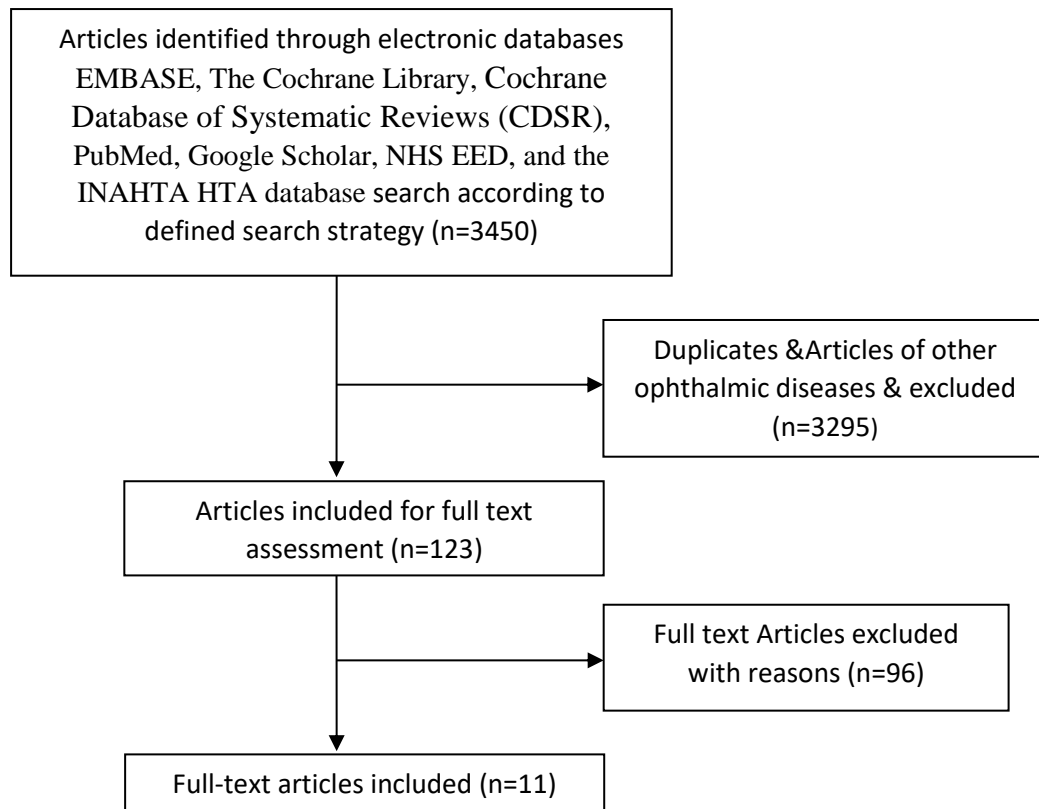 Articles identified through electronic databases
EMBASE, The Cochrane Library, Cochrane
Database of Systematic Reviews (CDSR),
PubMed, Google Scholar, NHS EED, and the
INAHTA HTA database search according to
defined search strategy (n=3450)
Duplicates &Articles of other
ophthalmic diseases & excluded
(n=3295)
Articles included for full text
assessment (n=123)
Full text Articles excluded
with reasons (n=96)
Full-text articles included (n=11)